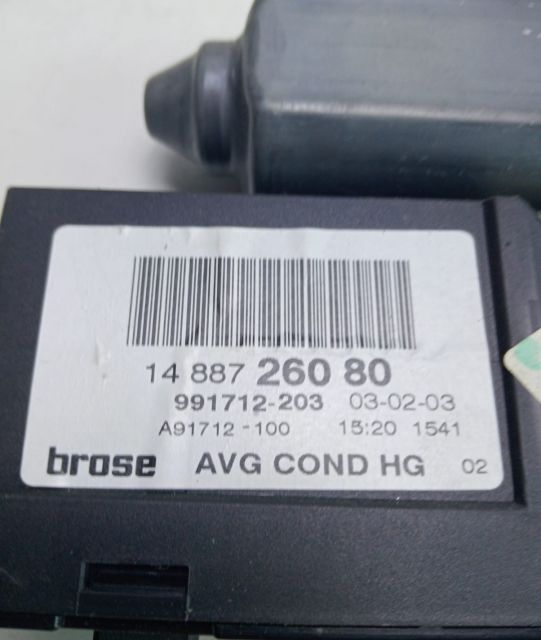 14 887 260 80
991712-203 03-02-03
A91712-100 15:20 1541
brose AVG COND HG 02